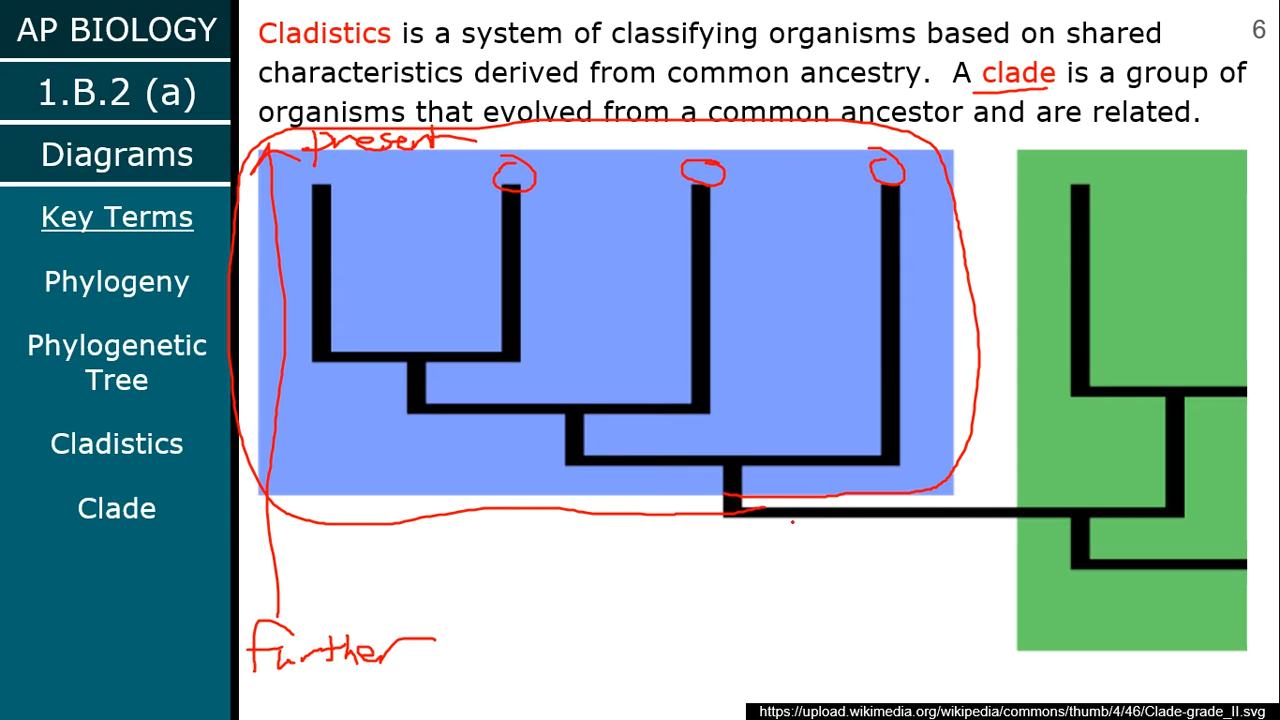 AP BIOLOGY
1.B.2 (a)
Diagrams
Key Terms
Phylogeny
Phylogenetic
Tree
Cladistics
Clade
Cladistics is a system of classifying organisms based on shared
characteristics derived from common ancestry. A clade is a group of
organisms that evolved from a common ancestor and are related.
6
present
further
https://upload.wikimedia.org/wikipedia/commons/thumb/4/46/Clade-grade_II.svg